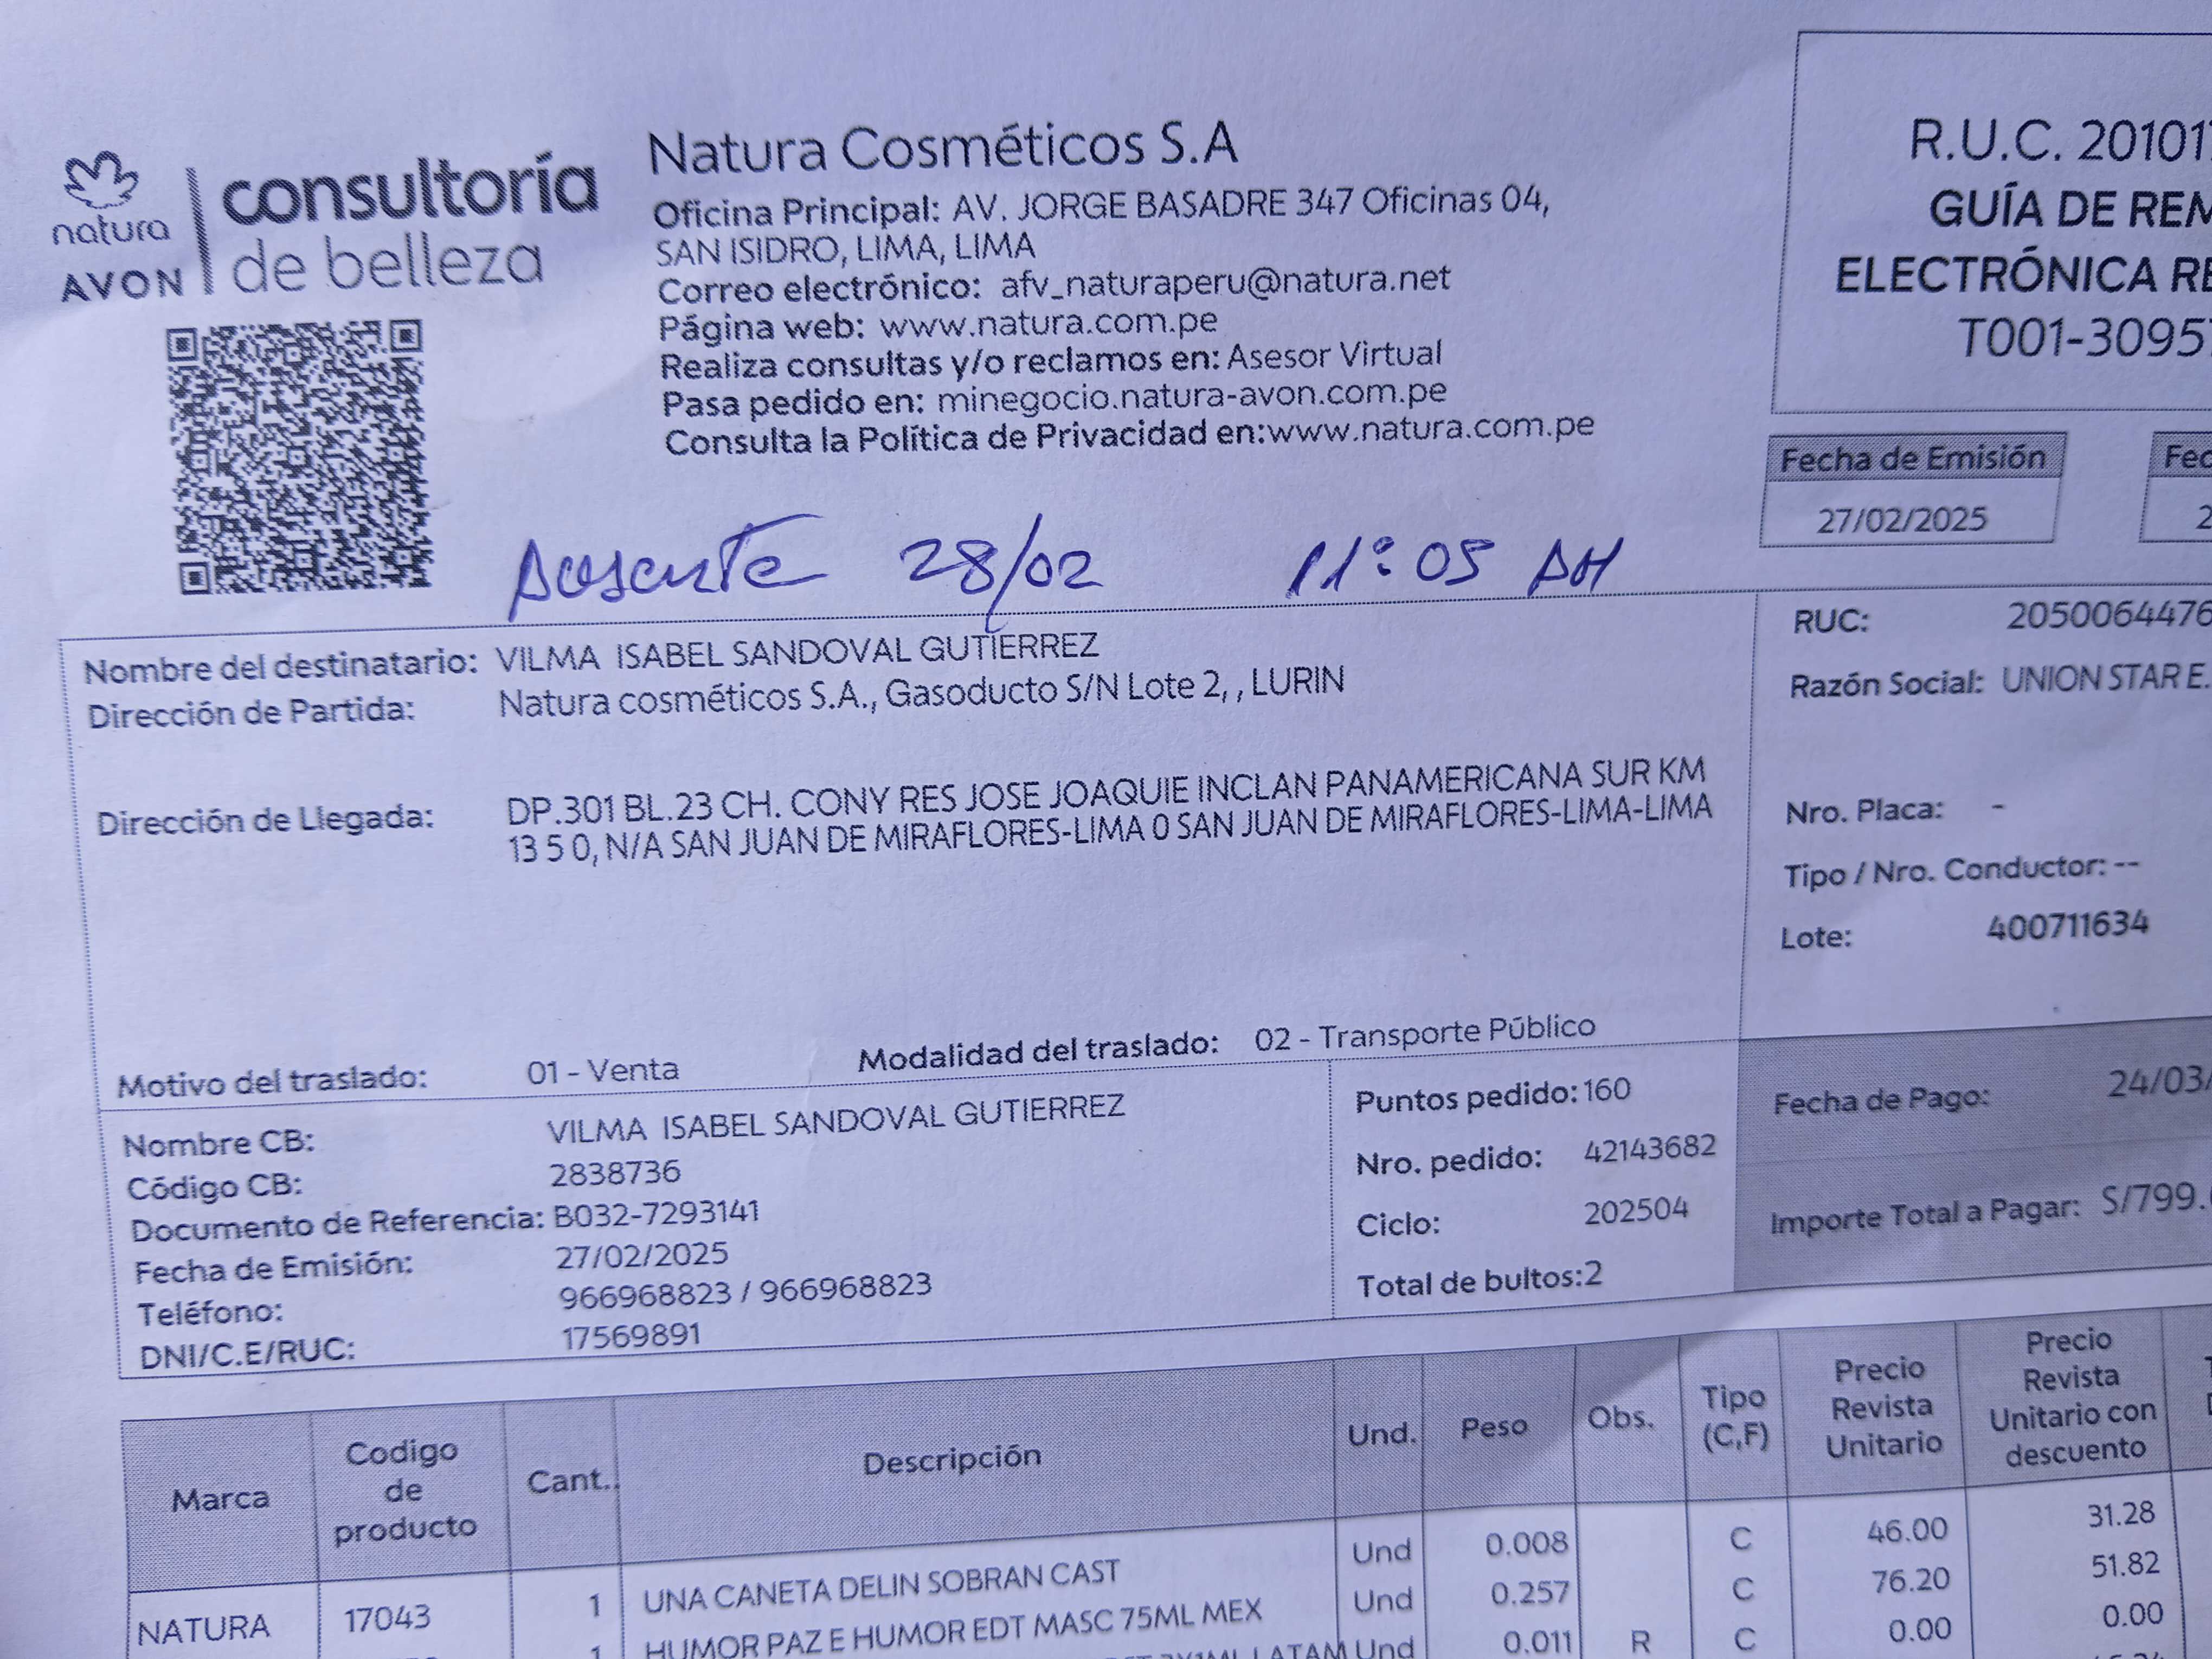 natura
AVON
consultoría
de belleza
Natura Cosméticos S.A
Oficina Principal: AV. JORGE BASADRE 347 Oficinas 04,
SAN ISIDRO, LIMA, LIMA
Correo electrónico: afv_naturaperu@natura.net
Página web: www.natura.com.pe
Realiza consultas y/o reclamos en: Asesor Virtual
Pasa pedido en: minegocio.natura-avon.com.pe
Consulta la Política de Privacidad en:www.natura.com.pe
R.U.C. 20101
GUÍA DE REM
ELECTRÓNICA RE
T001-3095
Fecha de Emisión
27/02/2025
Fec
2
Ausente 28/02 11:05 AM
Nombre del destinatario: VILMA ISABEL SANDOVAL GUTIERREZ
Dirección de Partida: Natura cosméticos S.A., Gasoducto S/N Lote 2, , LURIN
Dirección de Llegada: DP.301 BL.23 CH. CONY RES JOSE JOAQUIE INCLAN PANAMERICANA SUR KM
13 5 0, N/A SAN JUAN DE MIRAFLORES-LIMA 0 SAN JUAN DE MIRAFLORES-LIMA-LIMA
Motivo del traslado: 01 - Venta Modalidad del traslado: 02 - Transporte Público
RUC: 2050064476
Razón Social: UNION STAR E.
Nro. Placa: -
Tipo / Nro. Conductor: --
Lote: 400711634
Nombre CB: VILMA ISABEL SANDOVAL GUTIERREZ
Código CB: 2838736
Documento de Referencia: B032-7293141
Fecha de Emisión: 27/02/2025
Teléfono: 966968823 / 966968823
DNI/C.E/RUC: 17569891
Puntos pedido: 160
Nro. pedido: 42143682
Ciclo: 202504
Total de bultos:2
Fecha de Pago: 24/03/
Importe Total a Pagar: S/799.
Marca
Codigo
de
producto
Cant..
Descripción
Und.
Peso
Obs.
Tipo
(C,F)
Precio
Revista
Unitario
Precio
Revista
Unitario con
descuento
NATURA 17043 1 UNA CANETA DELIN SOBRAN CAST Und 0.008 C 46.00 31.28
1 HUMOR PAZ E HUMOR EDT MASC 75ML MEX Und 0.257 C 76.20 51.82
LATAM Und 0.011 R C 0.00 0.00